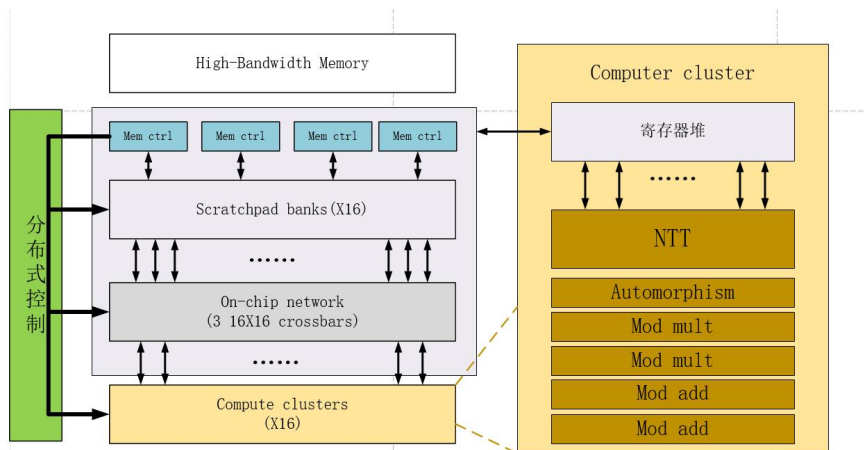 High-Bandwidth Memory
Mem ctrl
Mem ctrl
Mem ctrl
Mem ctrl
Scratchpad banks(X16)
......
On-chip network
(3 16X16 crossbars)
......
Compute clusters
(X16)
分布式控制
Computer cluster
寄存器堆
......
NTT
Automorphism
Mod mult
Mod mult
Mod add
Mod add